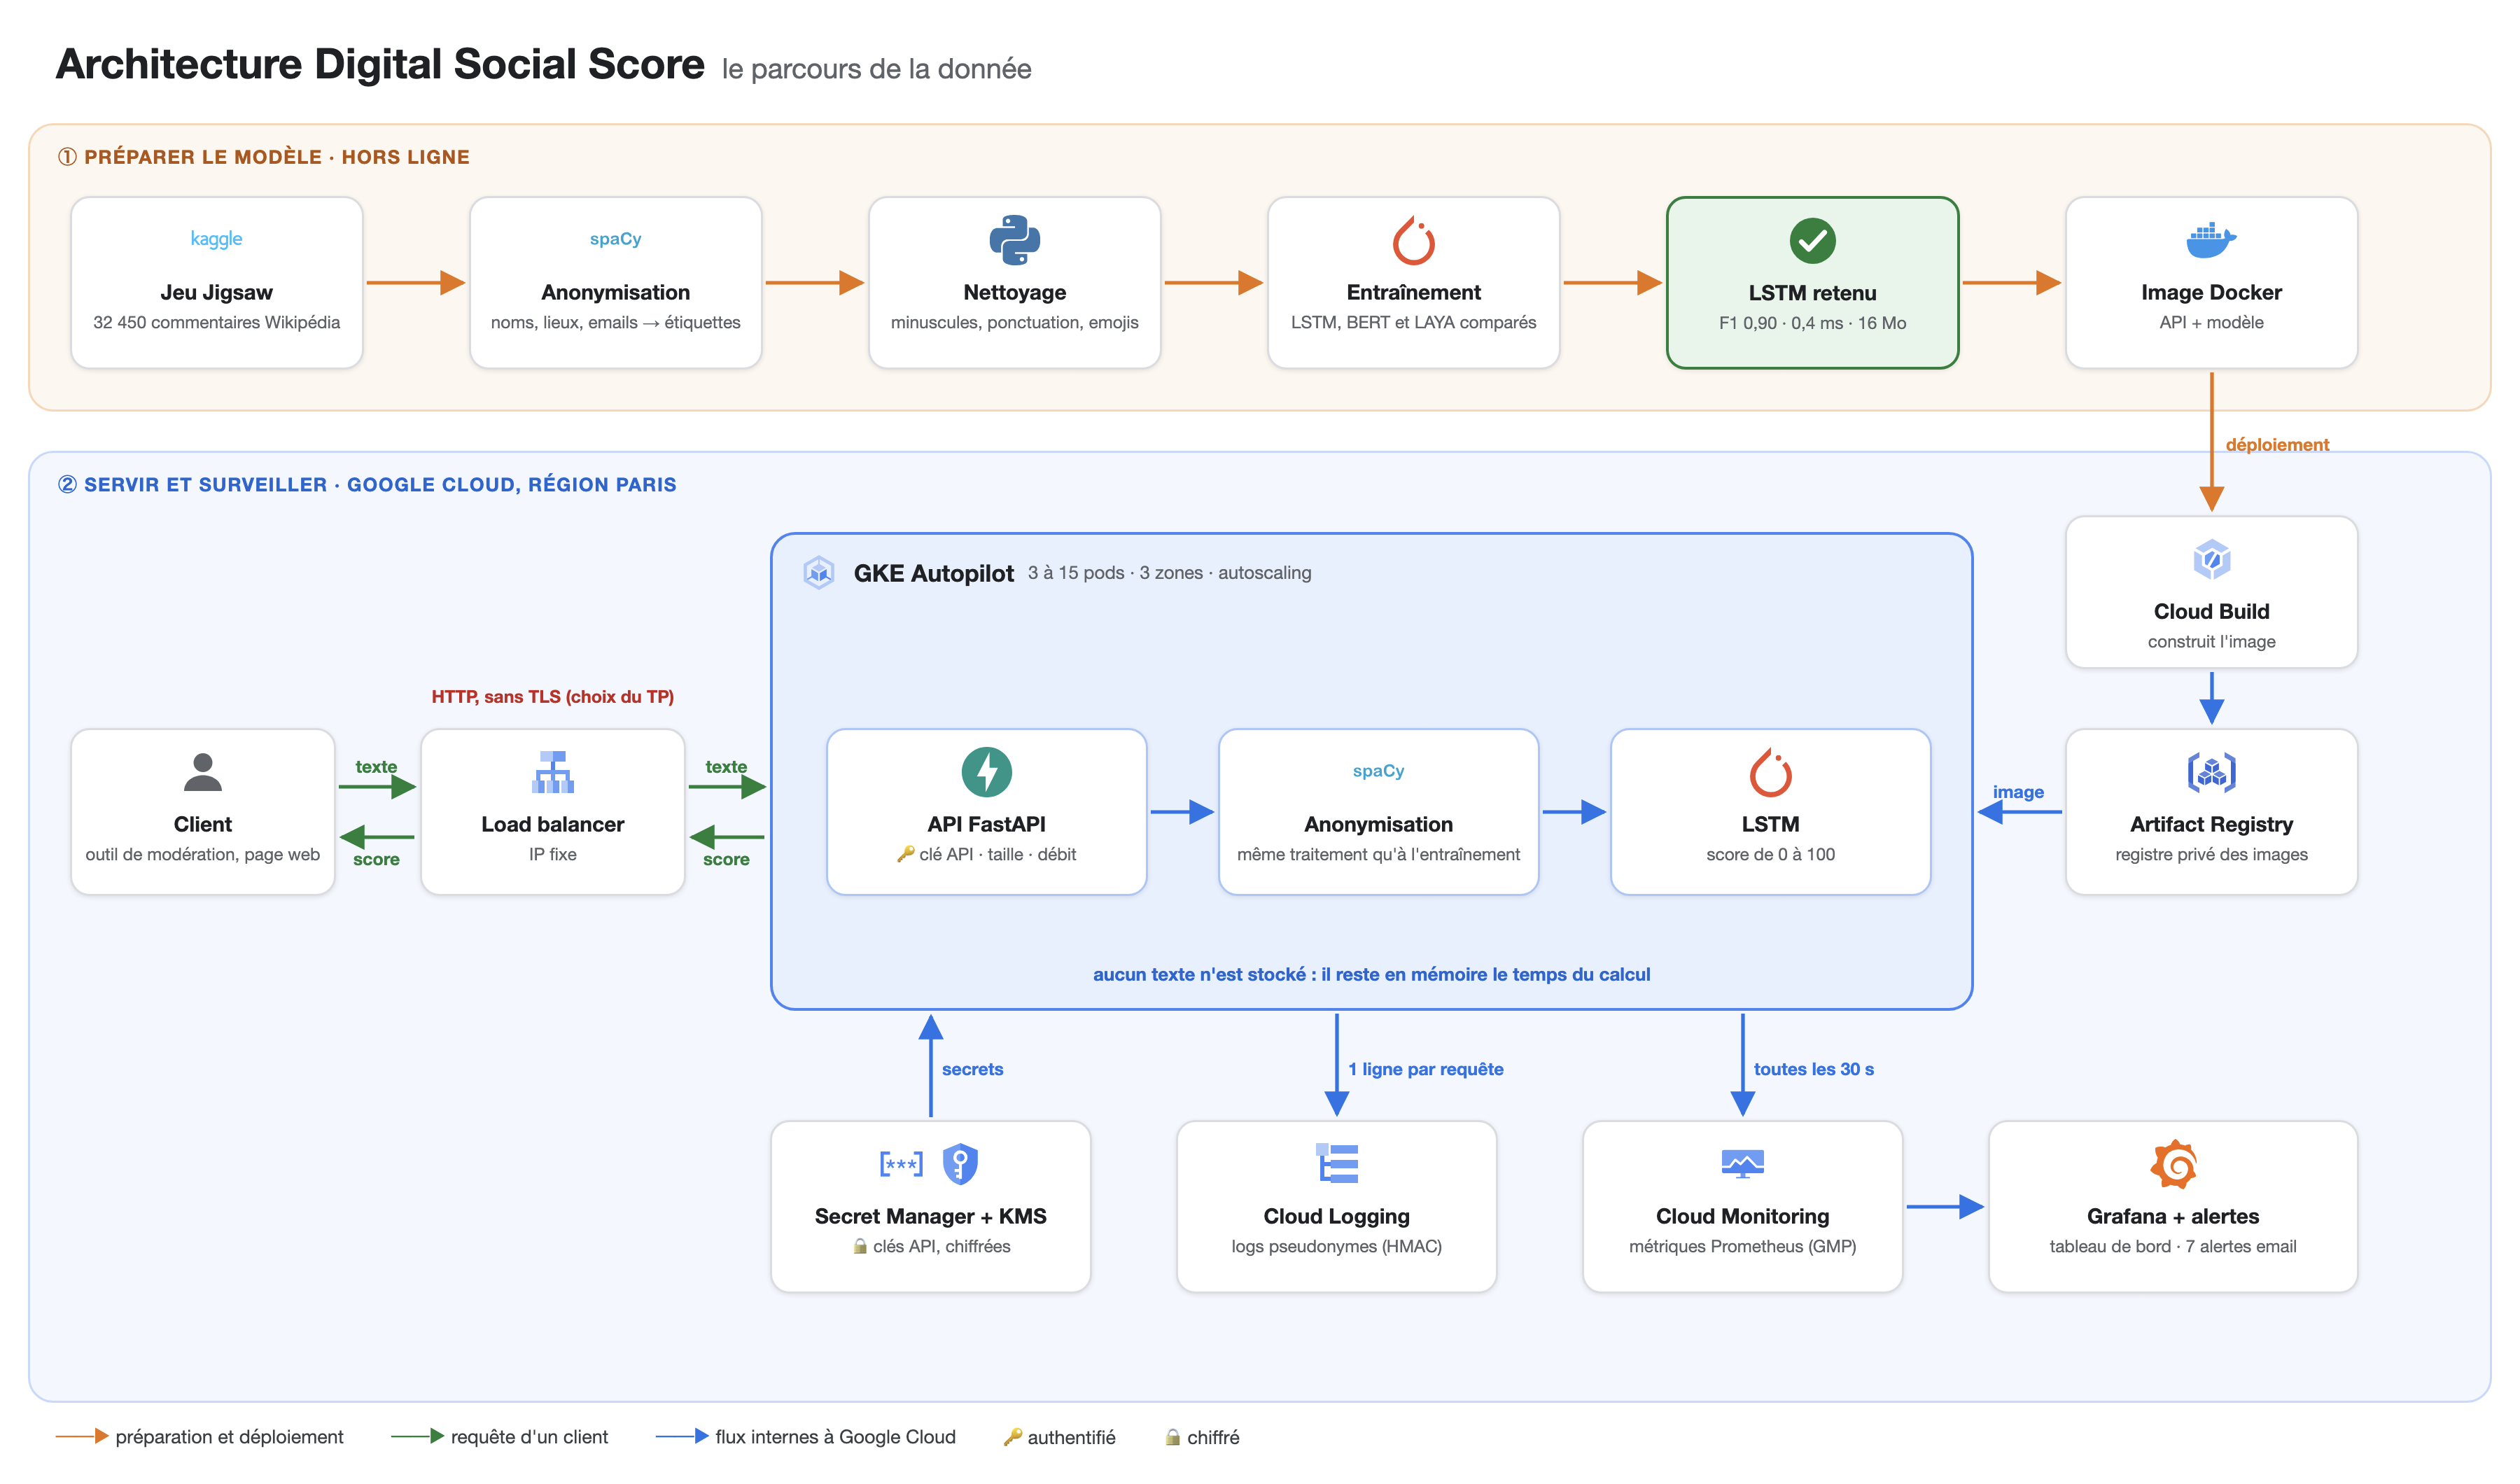 Architecture Digital Social Score le parcours de la donnée
① PRÉPARER LE MODÈLE · HORS LIGNE
kaggle
Jeu Jigsaw
32 450 commentaires Wikipédia
spaCy
Anonymisation
noms, lieux, emails → étiquettes
Nettoyage
minuscules, ponctuation, emojis
Entraînement
LSTM, BERT et LAYA comparés
LSTM retenu
F1 0,90 · 0,4 ms · 16 Mo
Image Docker
API + modèle
déploiement
② SERVIR ET SURVEILLER · GOOGLE CLOUD, RÉGION PARIS
GKE Autopilot 3 à 15 pods · 3 zones · autoscaling
Cloud Build
construit l'image
HTTP, sans TLS (choix du TP)
Client
outil de modération, page web
texte
score
Load balancer
IP fixe
texte
score
API FastAPI
🔑 clé API · taille · débit
spaCy
Anonymisation
même traitement qu'à l'entraînement
LSTM
score de 0 à 100
image
Artifact Registry
registre privé des images
aucun texte n'est stocké : il reste en mémoire le temps du calcul
secrets
1 ligne par requête
toutes les 30 s
[***]
Secret Manager + KMS
🔒 clés API, chiffrées
Cloud Logging
logs pseudonymes (HMAC)
Cloud Monitoring
métriques Prometheus (GMP)
Grafana + alertes
tableau de bord · 7 alertes email
préparation et déploiement
requête d'un client
flux internes à Google Cloud
🔑 authentifié
🔒 chiffré